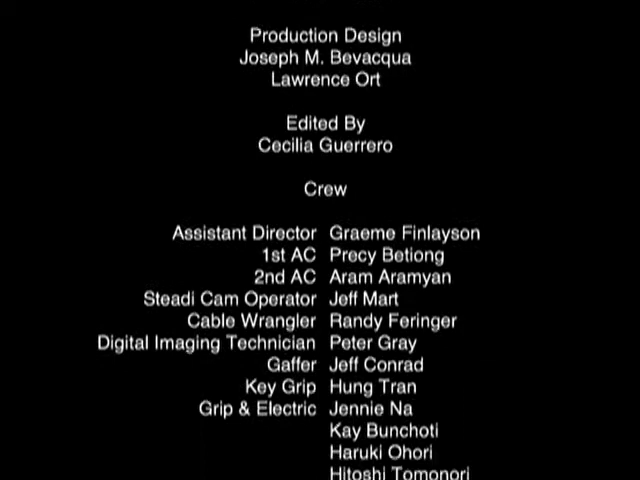 Production Design
Joseph M. Bevacqua
Lawrence Ort
Edited By
Cecilia Guerrero
Crew
Assistant Director Graeme Finlayson
1st AC Precy Betiong
2nd AC Aram Aramyan
Steadi Cam Operator Jeff Mart
Cable Wrangler Randy Feringer
Digital Imaging Technician Peter Gray
Gaffer Jeff Conrad
Key Grip Hung Tran
Grip & Electric Jennie Na
Kay Bunchoti
Haruki Ohori
Hitoshi Tomonori